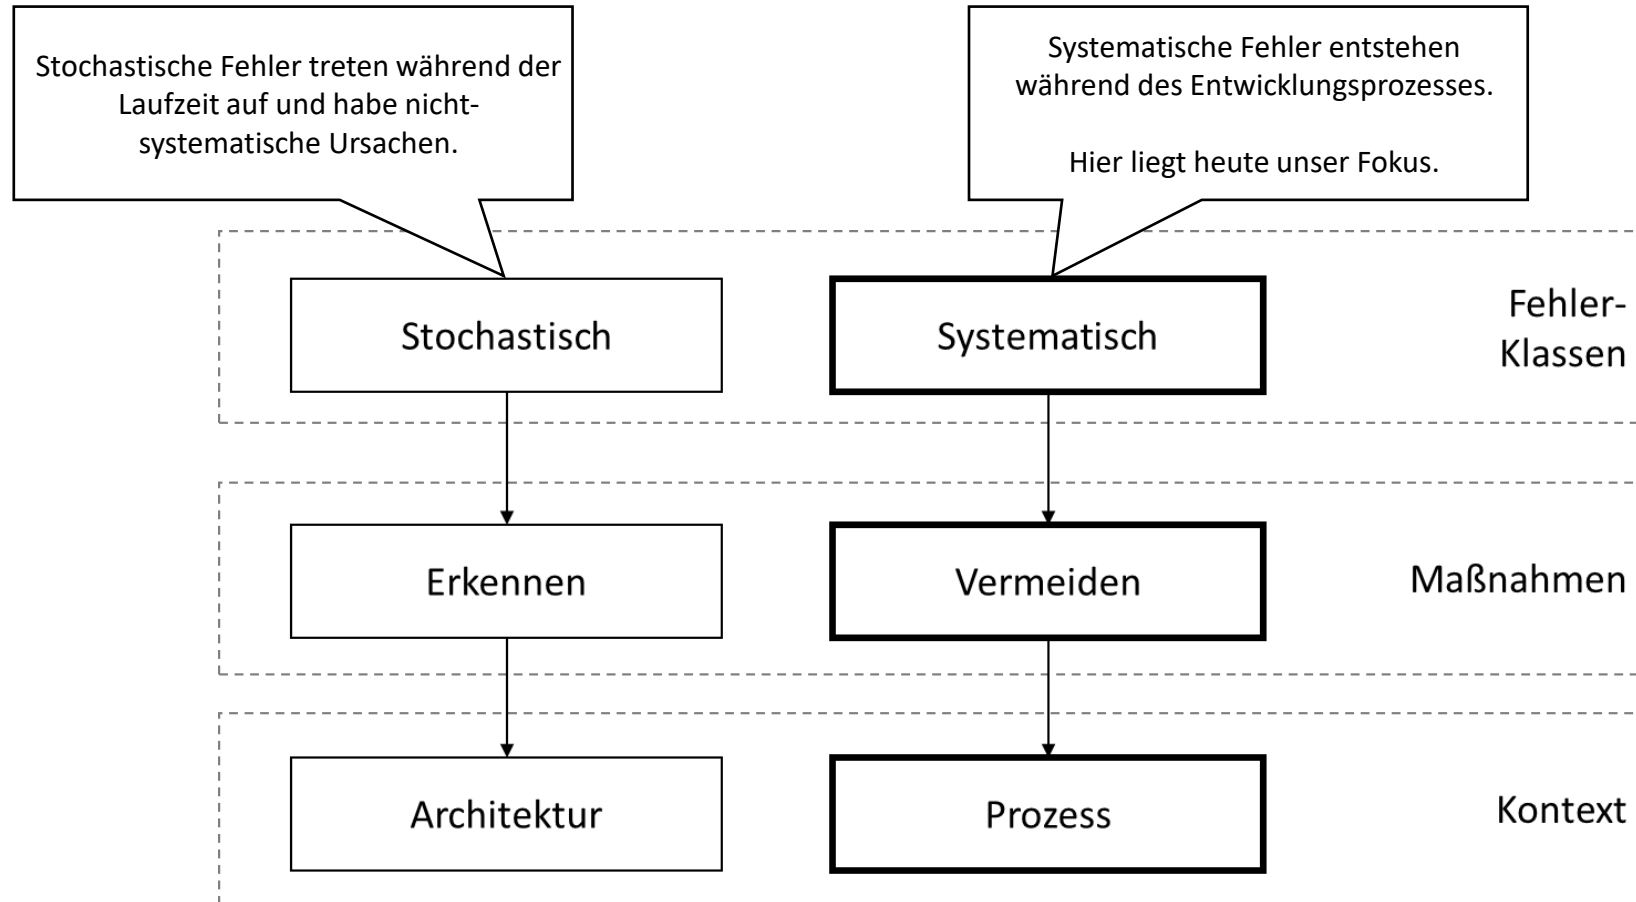 Stochastische Fehler treten während der
Laufzeit auf und habe nicht-
systematische Ursachen.
Systematische Fehler entstehen
während des Entwicklungsprozesses.
Hier liegt heute unser Fokus.
Stochastisch
Systematisch
Fehler-
Klassen
Erkennen
Vermeiden
Maßnahmen
Architektur
Prozess
Kontext